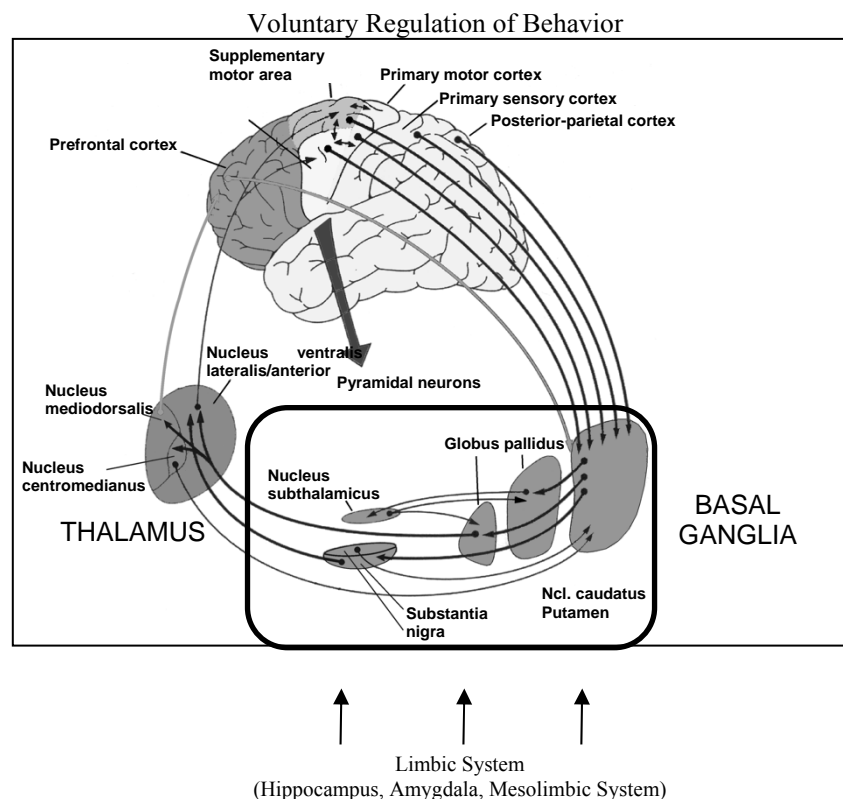 Voluntary Regulation of Behavior
Supplementary
motor area
Primary motor cortex
Primary sensory cortex
Posterior-parietal cortex
Prefrontal cortex
Nucleus ventralis
lateralis/anterior
Pyramidal neurons
Nucleus
mediodorsalis
Nucleus
centromedianus
THALAMUS
Globus pallidus
Nucleus
subthalamicus
BASAL
GANGLIA
Ncl. caudatus
Putamen
Substantia
nigra
Limbic System
(Hippocampus, Amygdala, Mesolimbic System)